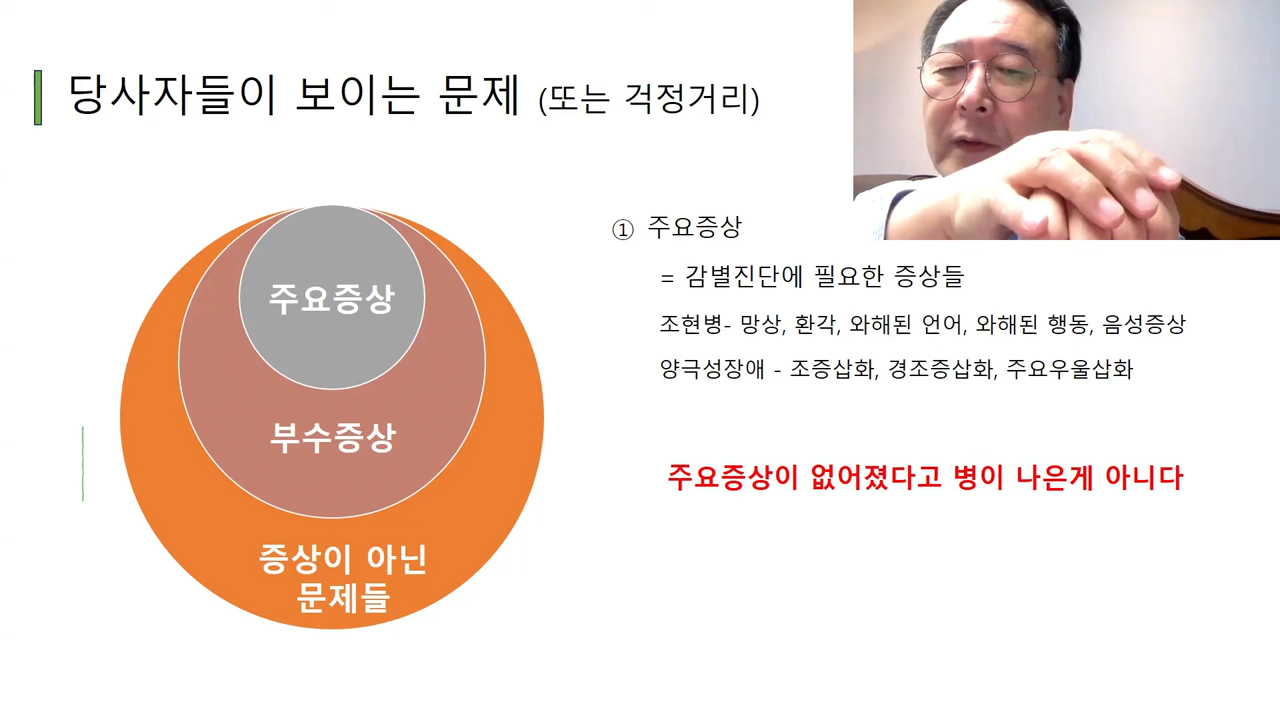 당사자들이 보이는 문제 (또는 걱정거리)
주요증상
부수증상
증상이 아닌
문제들
① 주요증상
= 감별진단에 필요한 증상들
조현병- 망상, 환각, 와해된 언어, 와해된 행동, 음성증상
양극성장애 - 조증삽화, 경조증삽화, 주요우울삽화
주요증상이 없어졌다고 병이 나은게 아니다